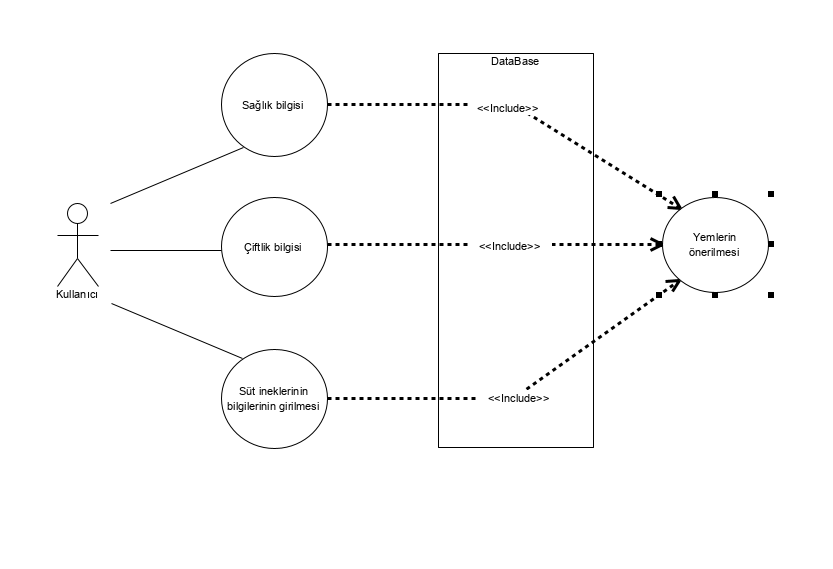 DataBase
Sağlık bilgisi
<<Include>>
Çiftlik bilgisi
<<Include>>
Yemlerin
önerilmesi
Kullanıcı
Süt ineklerinin
bilgilerinin girilmesi
<<Include>>